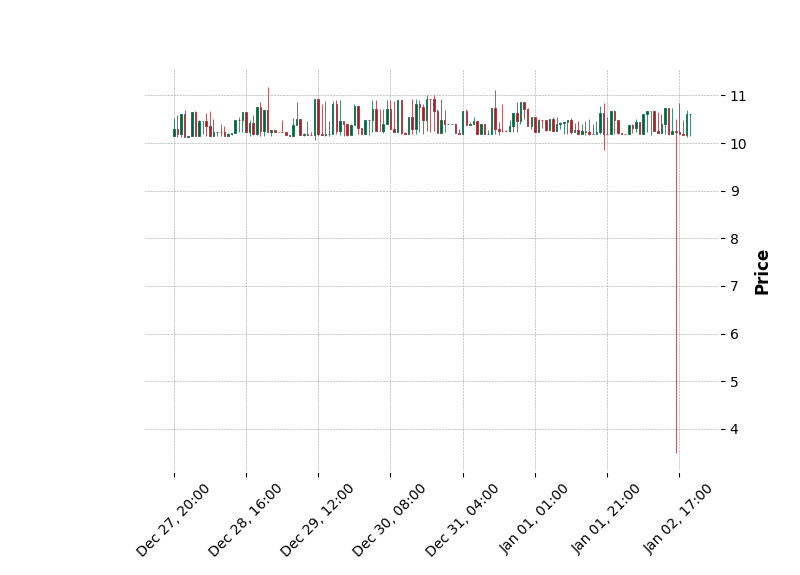 11
10
9
8
7
6
5
4
Price
Dec 27, 20:00
Dec 28, 16:00
Dec 29, 12:00
Dec 30, 08:00
Dec 31, 04:00
Jan 01, 01:00
Jan 01, 21:00
Jan 02, 17:00